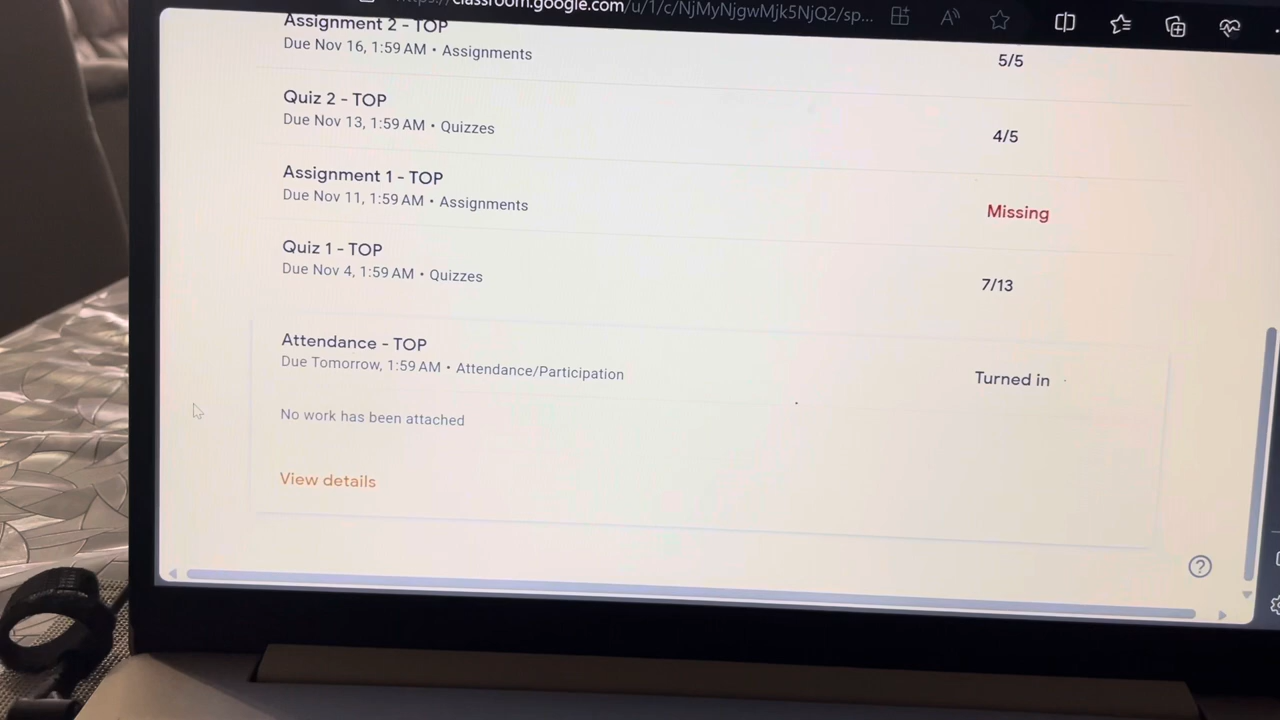 classroom.google.com/u/1/c/NjMyNjgwMjk5NjQ2/sp...
Assignment 2 - TOP
Due Nov 16, 1:59 AM • Assignments
5/5
Quiz 2 - TOP
Due Nov 13, 1:59 AM • Quizzes
4/5
Assignment 1 - TOP
Due Nov 11, 1:59 AM • Assignments
Missing
Quiz 1 - TOP
Due Nov 4, 1:59 AM • Quizzes
7/13
Attendance - TOP
Due Tomorrow, 1:59 AM • Attendance/Participation
Turned in
No work has been attached
View details